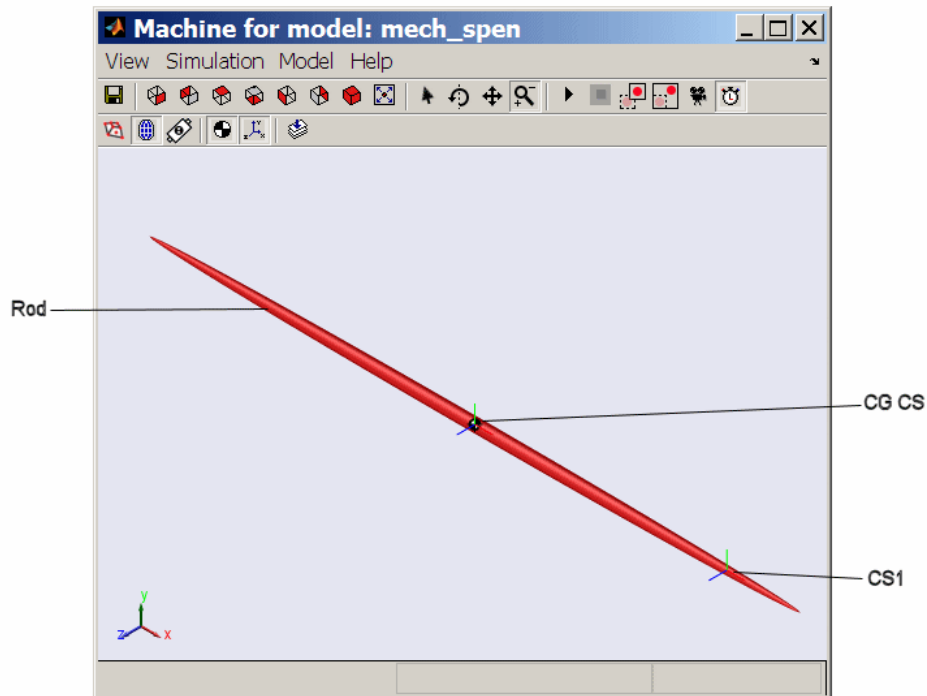 Machine for model: mech_spen
View Simulation Model Help
Rod
CG CS
CS1
y
z x